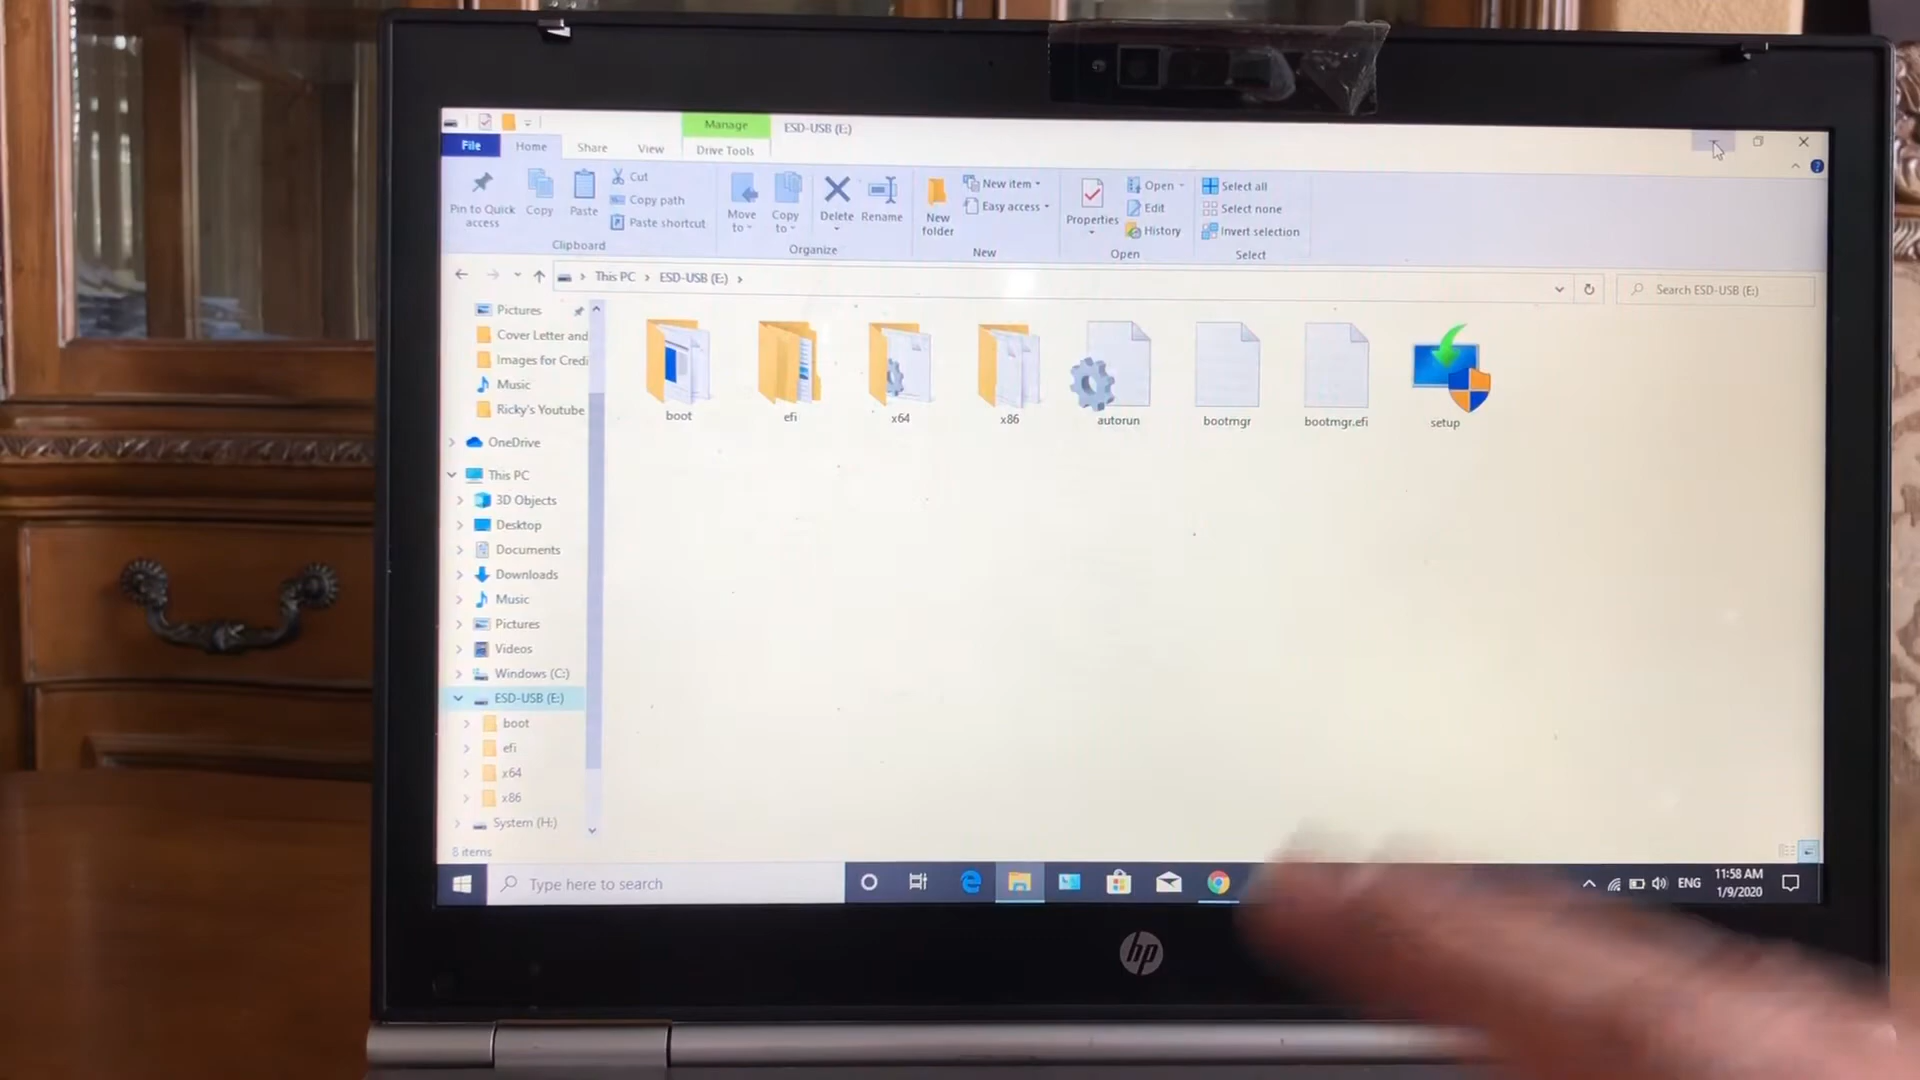 Manage
ESD-USB (E:)
File
Home
Share
View
Drive Tools
Pin to Quick access
Copy
Paste
Cut
Copy path
Paste shortcut
Clipboard
Move to
Copy to
Delete
Rename
Organize
New folder
New item
Easy access
New
Properties
Open
Edit
History
Open
Select all
Select none
Invert selection
Select
This PC
ESD-USB (E:)
Search ESD-USB (E:)
Pictures
Cover Letter and
Images for Credi
Music
Ricky's Youtube
OneDrive
This PC
3D Objects
Desktop
Documents
Downloads
Music
Pictures
Videos
Windows (C:)
ESD-USB (E:)
boot
efi
x64
x86
System (H:)
boot
efi
x64
x86
autorun
bootmgr
bootmgr.efi
setup
8 items
Type here to search
ENG
11:58 AM
1/9/2020
hp